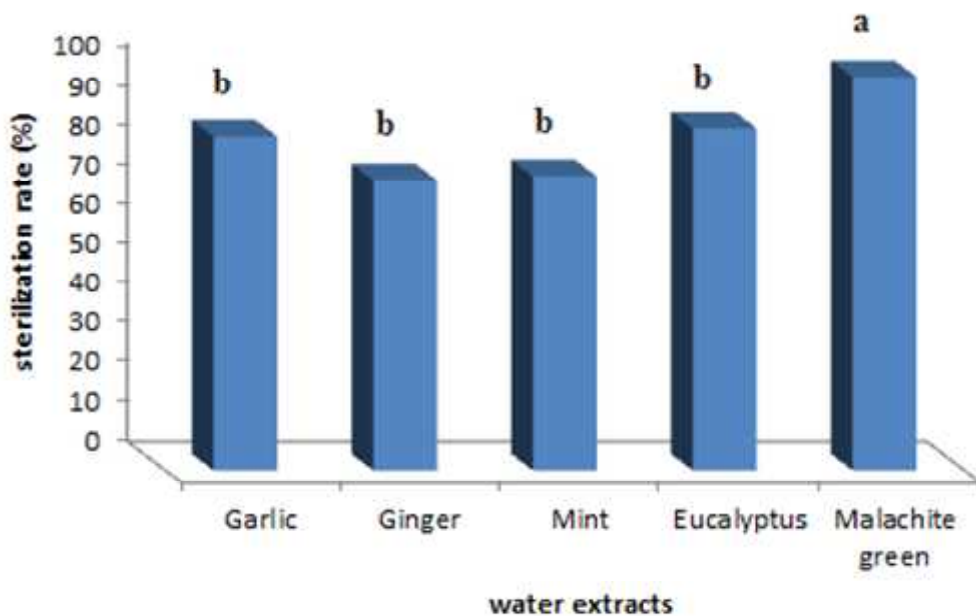 sterilization rate (%)
100
90
80
70
60
50
40
30
20
10
0
b
b
b
b
a
Garlic
Ginger
Mint
Eucalyptus
Malachite
green
water extracts